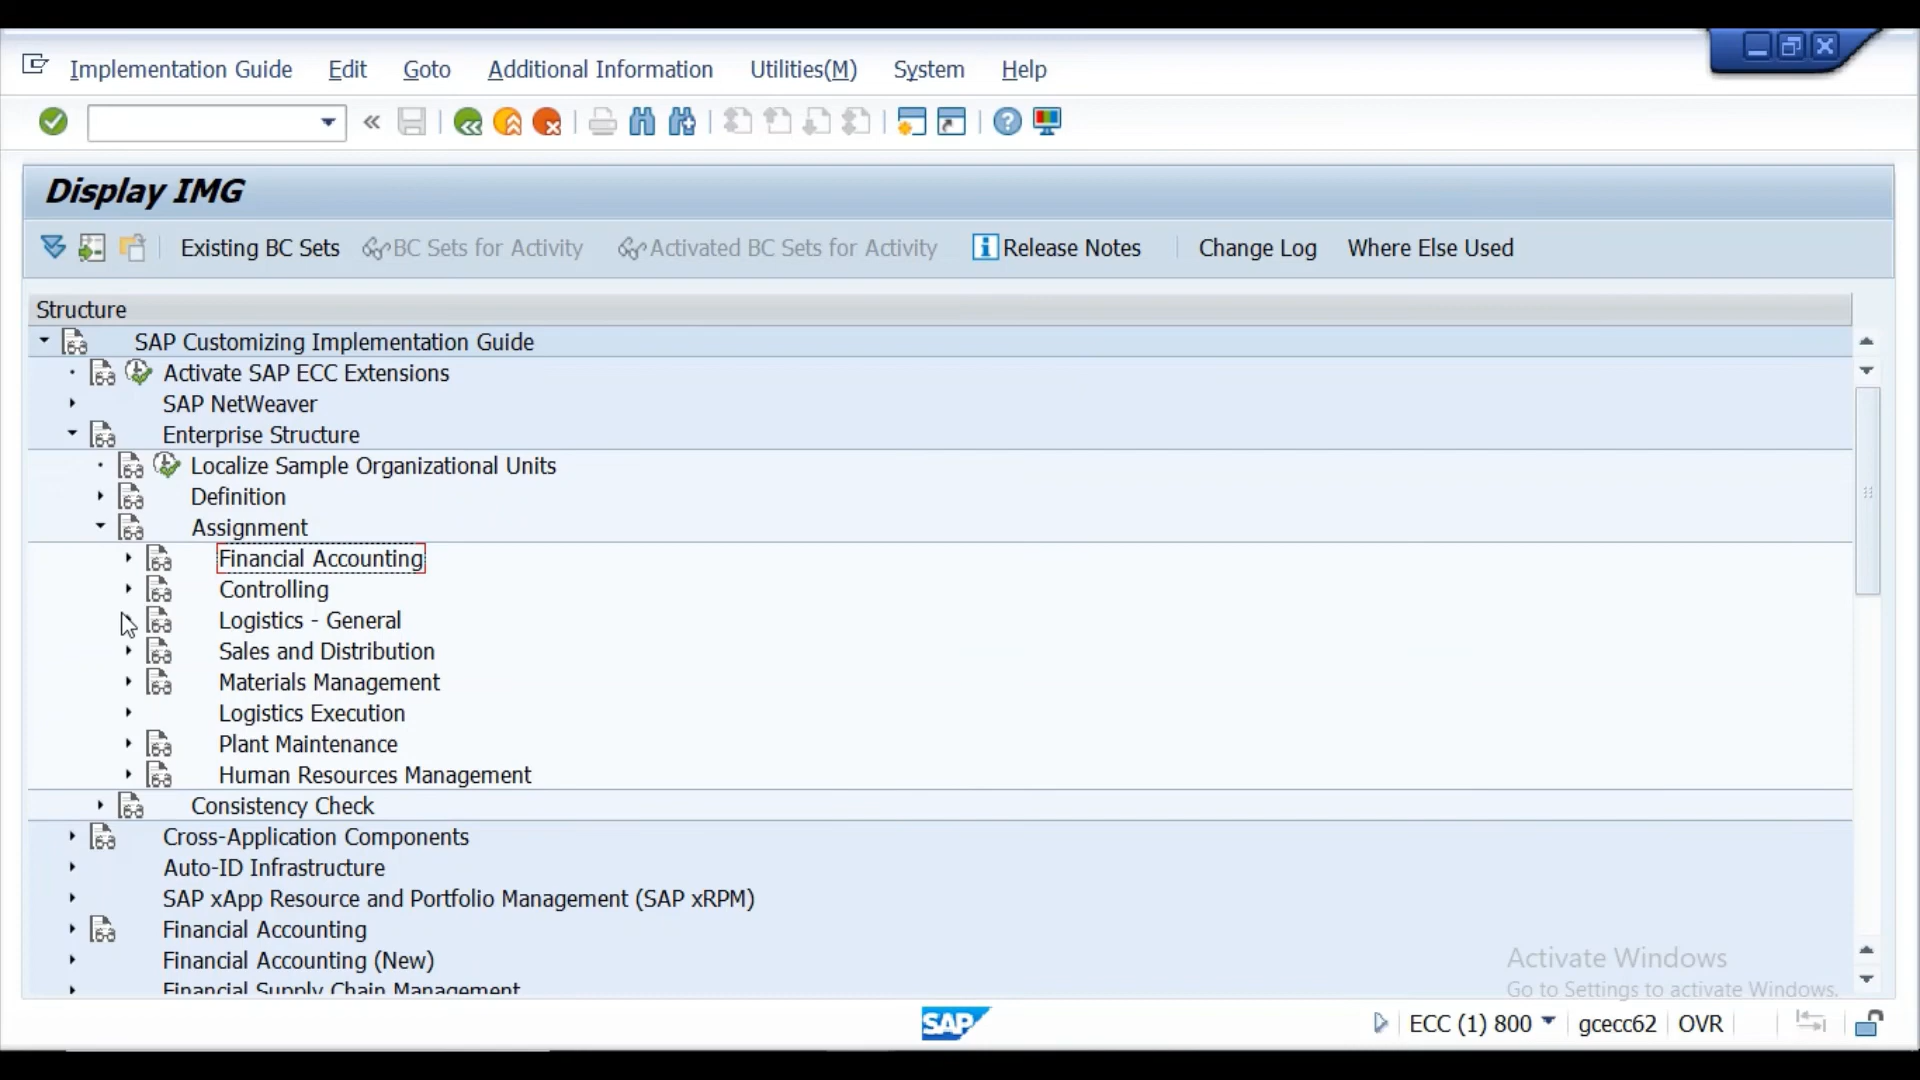 Implementation Guide Edit Goto Additional Information Utilities(M) System Help
Display IMG
Existing BC Sets BC Sets for Activity Activated BC Sets for Activity Release Notes Change Log Where Else Used
Structure
SAP Customizing Implementation Guide
Activate SAP ECC Extensions
SAP NetWeaver
Enterprise Structure
Localize Sample Organizational Units
Definition
Assignment
Financial Accounting
Controlling
Logistics - General
Sales and Distribution
Materials Management
Logistics Execution
Plant Maintenance
Human Resources Management
Consistency Check
Cross-Application Components
Auto-ID Infrastructure
SAP xApp Resource and Portfolio Management (SAP xRPM)
Financial Accounting
Financial Accounting (New)
Financial Supply Chain Management
Activate Windows
Go to Settings to activate Windows.
SAP ECC (1) 800 gcecc62 OVR